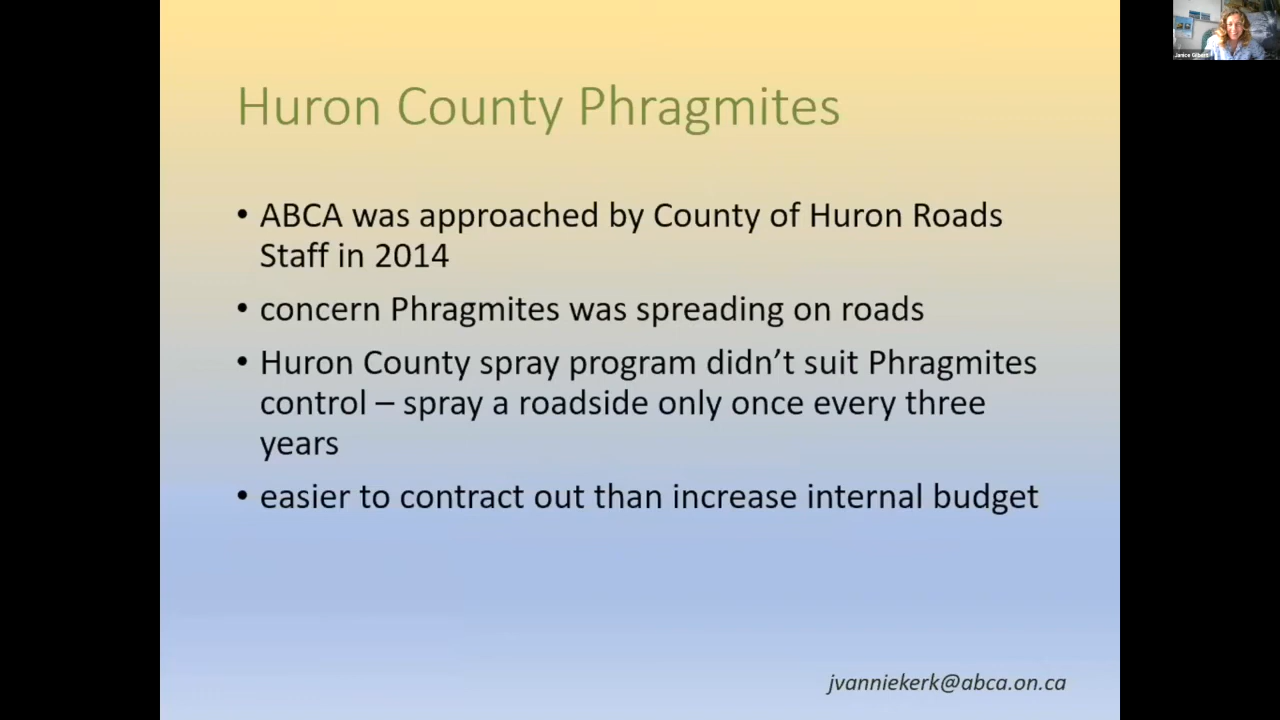 Janice Gilbert
Huron County Phragmites
• ABCA was approached by County of Huron Roads
Staff in 2014
• concern Phragmites was spreading on roads
• Huron County spray program didn’t suit Phragmites
control – spray a roadside only once every three
years
• easier to contract out than increase internal budget
jvanniekerk@abca.on.ca